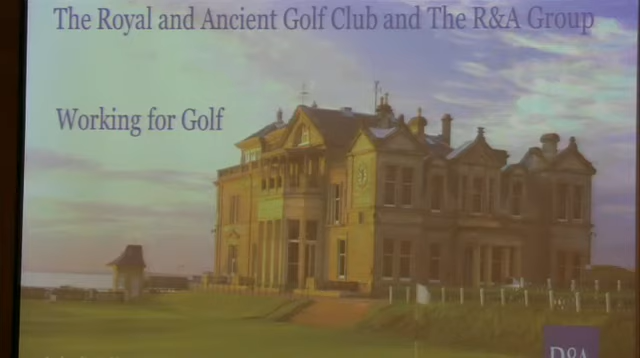 The Royal and Ancient Golf Club and The R&A Group
Working for Golf
R&A